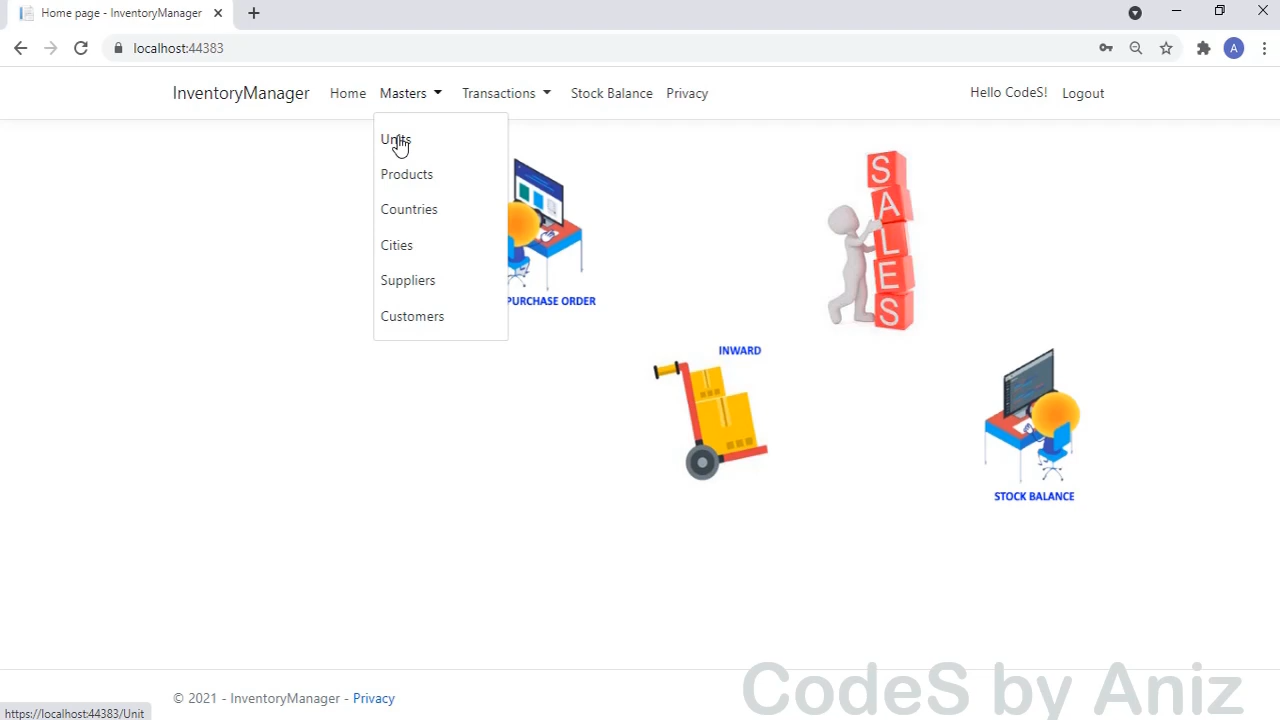 Home page - InventoryManager
localhost:44383
A
InventoryManager Home Masters Transactions Stock Balance Privacy Hello CodeS! Logout
Units
Products
Countries
Cities
Suppliers
Customers
PURCHASE ORDER
SALES
INWARD
STOCK BALANCE
© 2021 - InventoryManager - Privacy
CodeS by Aniz
https://localhost:44383/Unit